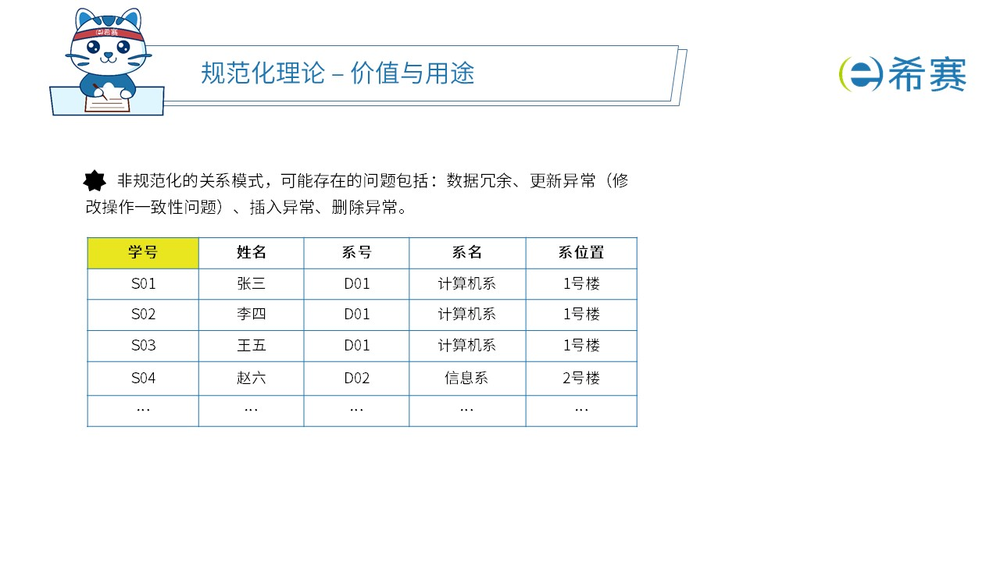 希赛
规范化理论 – 价值与用途
希赛
非规范化的关系模式，可能存在的问题包括：数据冗余、更新异常（修
改操作一致性问题）、插入异常、删除异常。
学号 姓名 系号 系名 系位置
S01 张三 D01 计算机系 1号楼
S02 李四 D01 计算机系 1号楼
S03 王五 D01 计算机系 1号楼
S04 赵六 D02 信息系 2号楼
… … … … …